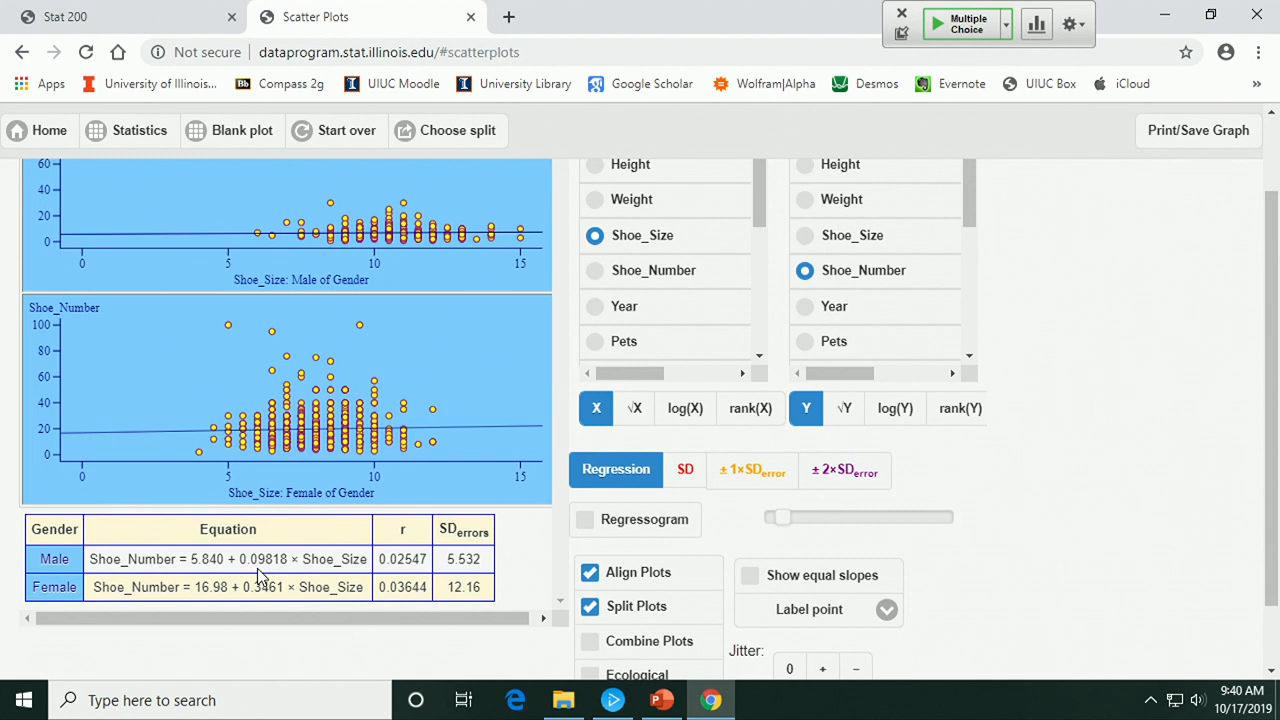 Stat 200
Scatter Plots
Multiple Choice
Not secure
dataprogram.stat.illinois.edu/#scatterplots
Apps
University of Illinois...
Compass 2g
UIUC Moodle
University Library
Google Scholar
Wolfram|Alpha
Desmos
Evernote
UIUC Box
iCloud
»
Home
Statistics
Blank plot
Start over
Choose split
Print/Save Graph
60
40
20
0
0 5 10 15
Shoe_Size: Male of Gender
Shoe_Number
100
80
60
40
20
0
0 5 10 15
Shoe_Size: Female of Gender
Gender Equation r SDerrors
Male Shoe_Number = 5.840 + 0.09818 × Shoe_Size 0.02547 5.532
Female Shoe_Number = 16.98 + 0.3461 × Shoe_Size 0.03644 12.16
Height
Weight
Shoe_Size
Shoe_Number
Year
Pets
Height
Weight
Shoe_Size
Shoe_Number
Year
Pets
X √X log(X) rank(X)
Y √Y log(Y) rank(Y)
Regression SD ± 1×SDerror ± 2×SDerror
Regressogram
Align Plots
Split Plots
Combine Plots
Ecological
Show equal slopes
Label point
Jitter:
0 + −
Type here to search
9:40 AM
10/17/2019